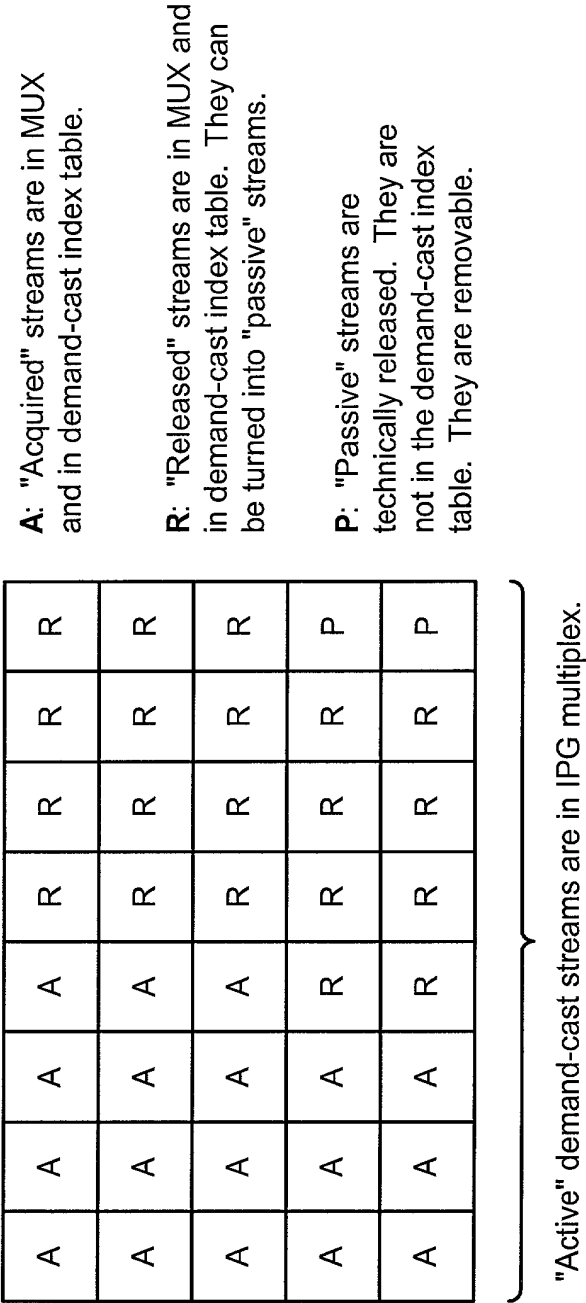 A A A A R R R R
A A A A R R R R
A A A A R R R R
A A A R R R R P
A A A R R R R P
"Active" demand-cast streams are in IPG multiplex.
A: "Acquired" streams are in MUX
and in demand-cast index table.
R: "Released" streams are in MUX and
in demand-cast index table. They can
be turned into "passive" streams.
P: "Passive" streams are
technically released. They are
not in the demand-cast index
table. They are removable.